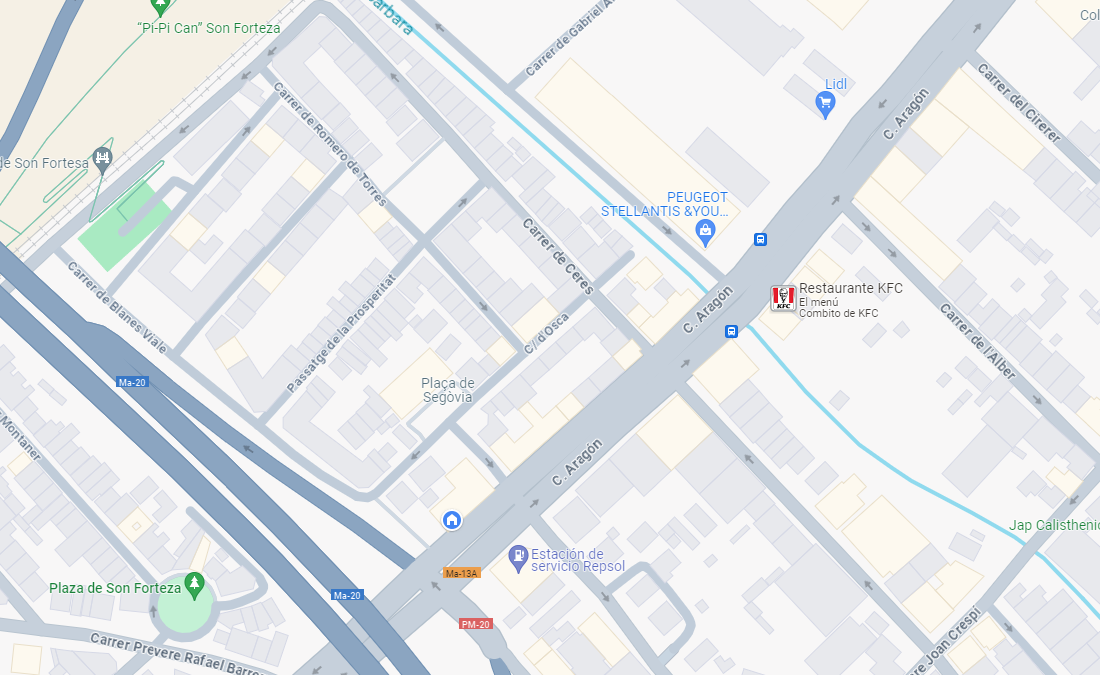 "Pi-Pi Can" Son Forteza
Carrer de Gabriel A
Col
Lidl
C. Aragón
Carrer del Cirerer
Carrer de Romero de Torres
de Son Fortesa
PEUGEOT
STELLANTIS &YOU...
Carrer de Ceres
Carrer de Blanes Viale
Passatge de la Prosperitat
C. Aragón
Restaurante KFC
El menú
Combito de KFC
KFC
Carrer de l'Alber
C/ d'Osca
Ma-20
Plaça de
Segòvia
Montaner
C. Aragón
Jap Calisthenic
Estación de
servicio Repsol
Ma-13A
Plaza de Son Forteza
Ma-20
PM-20
Carrer Prevere Rafael Barre
re Joan Crespí